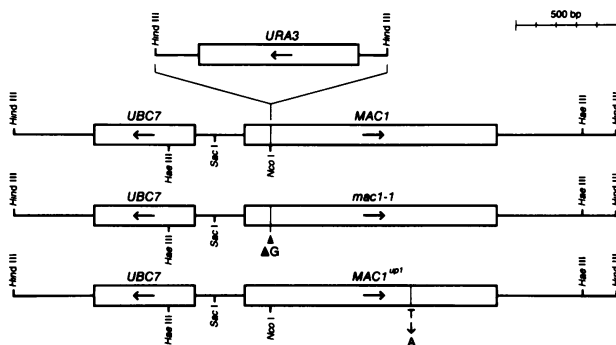 500 bp
URA3
Hind III
Hind III
UBC7
MAC1
Hind III
Hae III
Sac I
Nco I
Hae III
Hind III
UBC7
mac1-1
Hind III
Hae III
Sac I
▲G
Hae III
Hind III
UBC7
MAC1up1
Hind III
Hae III
Sac I
Nco I
T
A
Hae III
Hind III